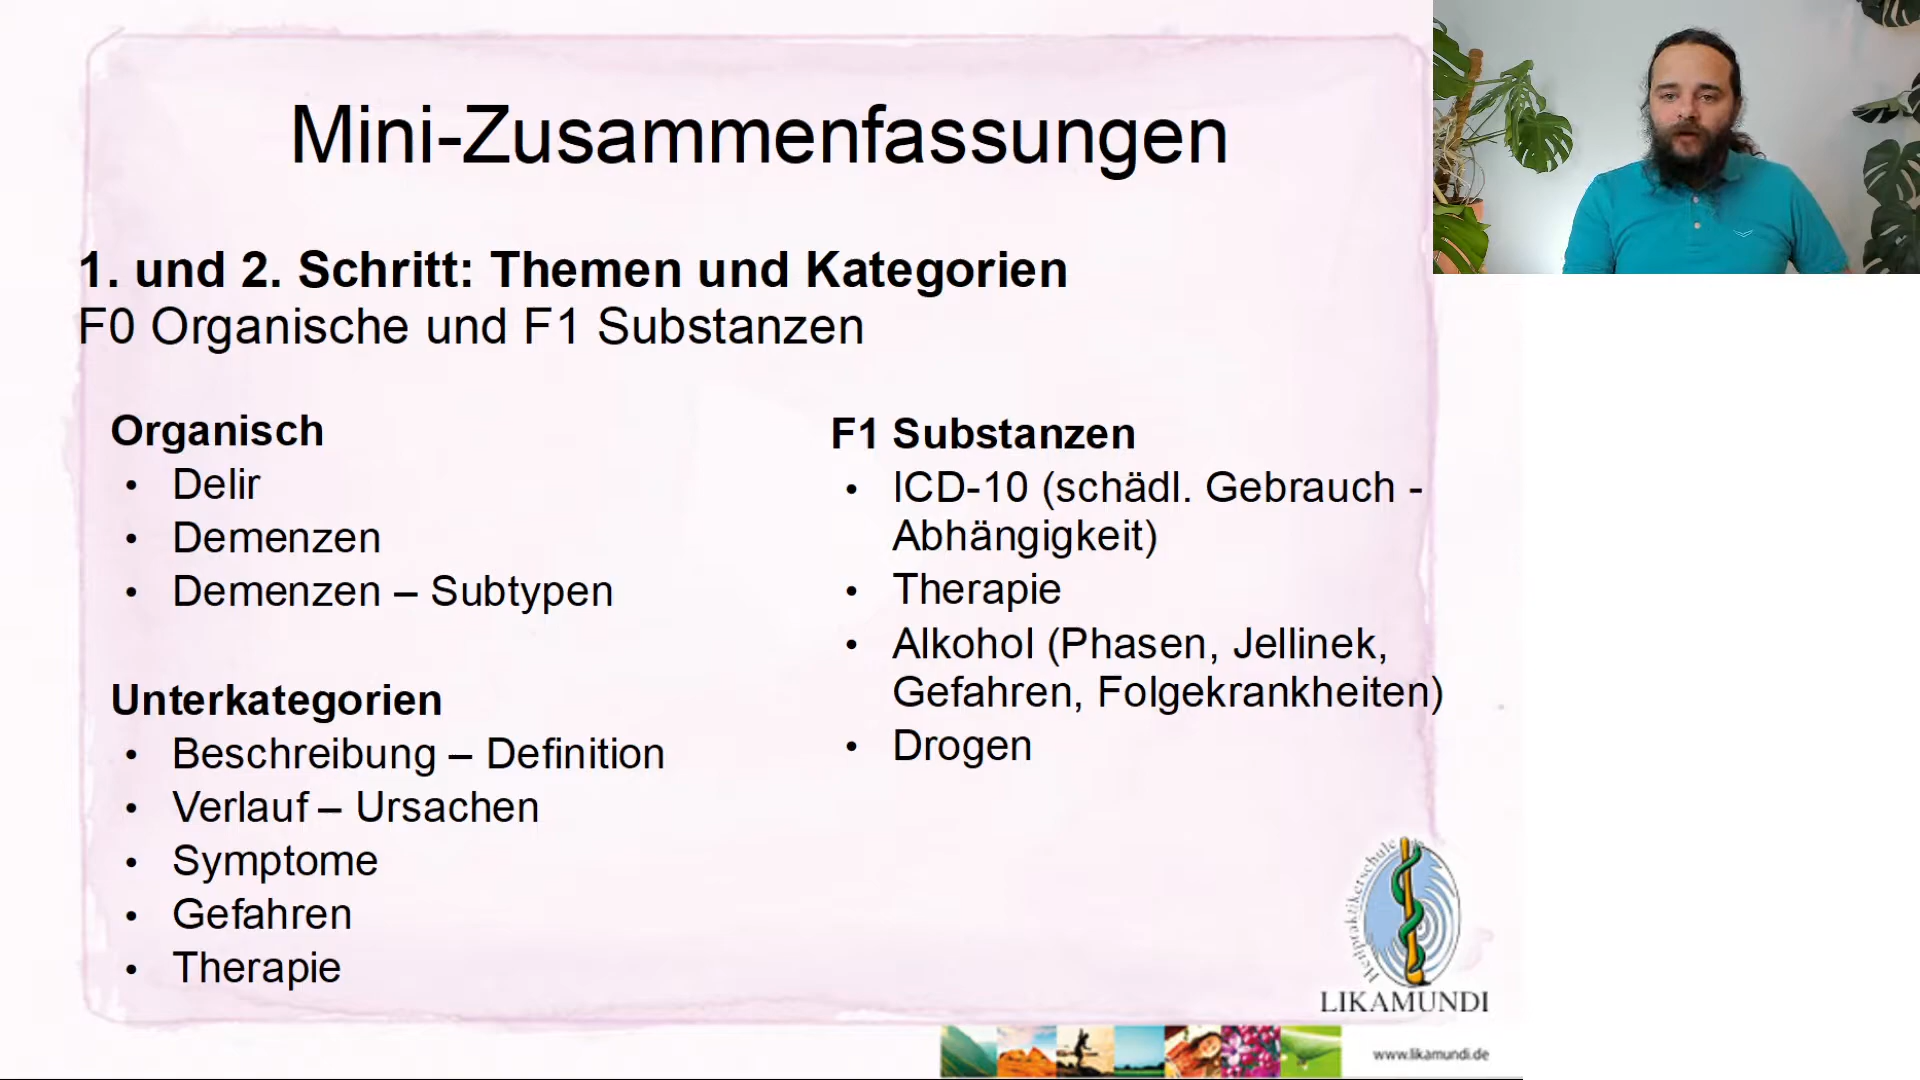 Mini-Zusammenfassungen
1. und 2. Schritt: Themen und Kategorien
F0 Organische und F1 Substanzen
Organisch
• Delir
• Demenzen
• Demenzen – Subtypen
Unterkategorien
• Beschreibung – Definition
• Verlauf – Ursachen
• Symptome
• Gefahren
• Therapie
F1 Substanzen
• ICD-10 (schädl. Gebrauch -
Abhängigkeit)
• Therapie
• Alkohol (Phasen, Jellinek,
Gefahren, Folgekrankheiten)
• Drogen
Heilpraktikerschule
LIKAMUNDI
www.likamundi.de